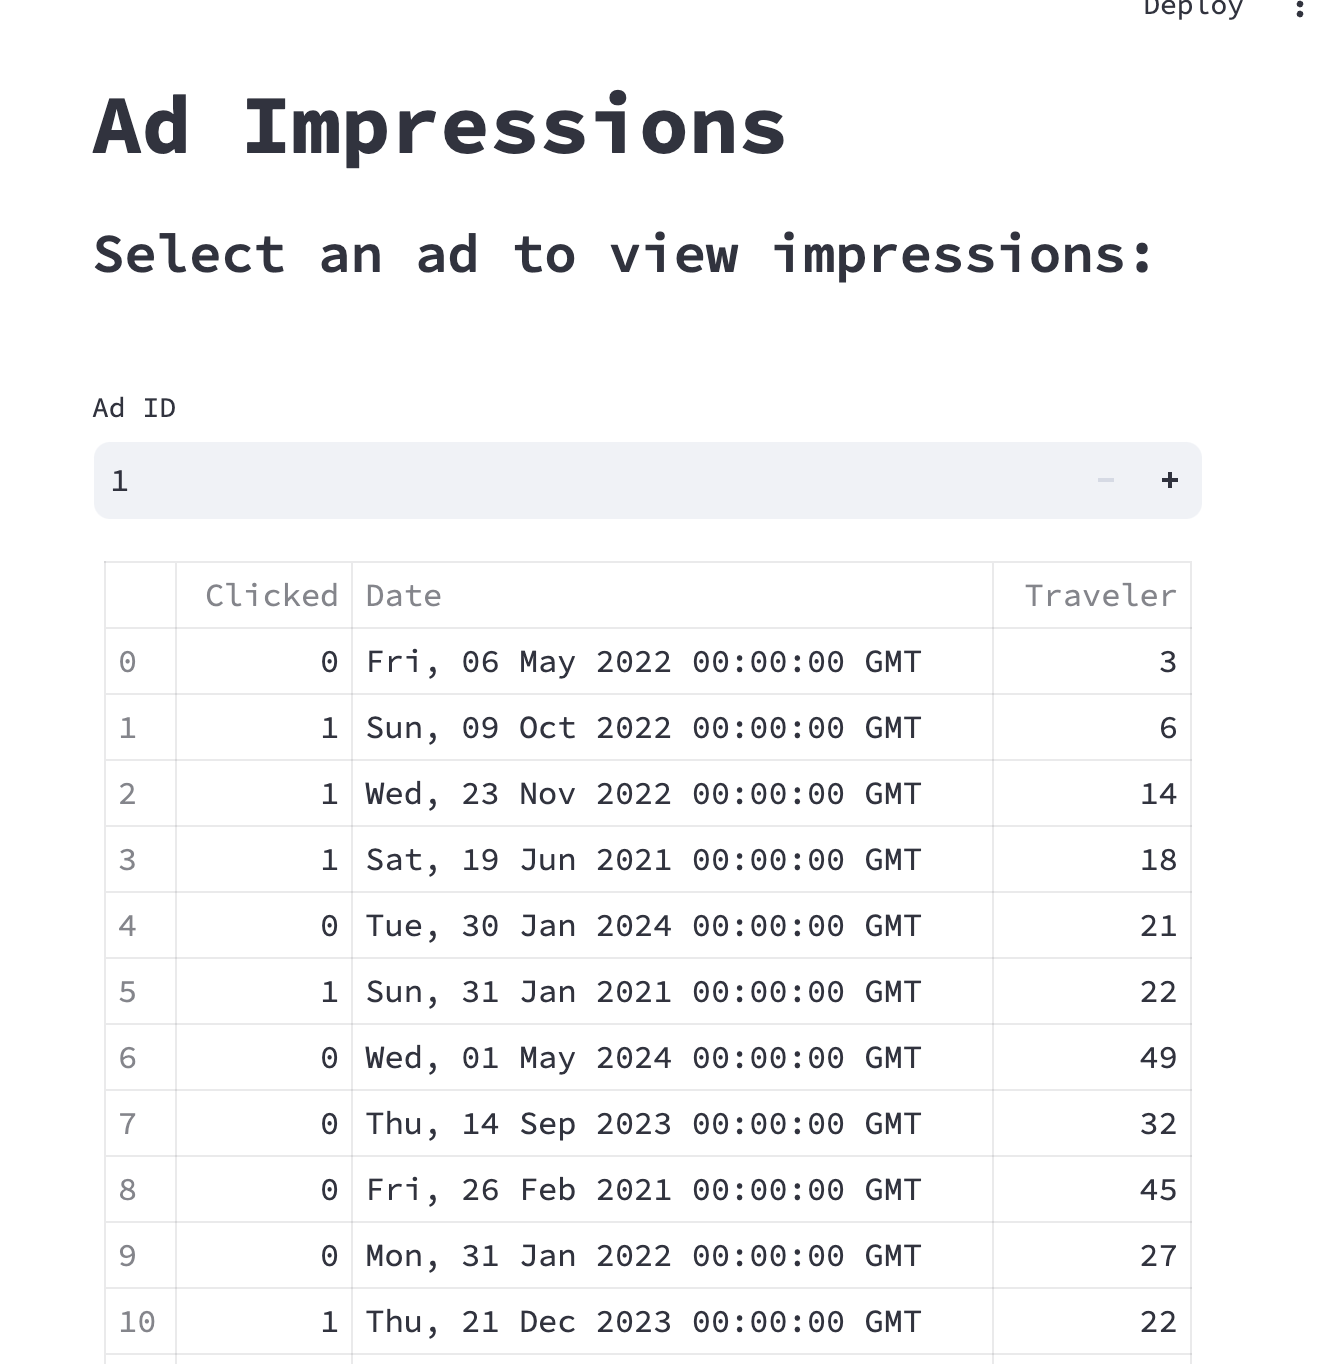 Deploy
Ad Impressions
Select an ad to view impressions:
Ad ID
1 - +
Clicked Date Traveler
0 0 Fri, 06 May 2022 00:00:00 GMT 3
1 1 Sun, 09 Oct 2022 00:00:00 GMT 6
2 1 Wed, 23 Nov 2022 00:00:00 GMT 14
3 1 Sat, 19 Jun 2021 00:00:00 GMT 18
4 0 Tue, 30 Jan 2024 00:00:00 GMT 21
5 1 Sun, 31 Jan 2021 00:00:00 GMT 22
6 0 Wed, 01 May 2024 00:00:00 GMT 49
7 0 Thu, 14 Sep 2023 00:00:00 GMT 32
8 0 Fri, 26 Feb 2021 00:00:00 GMT 45
9 0 Mon, 31 Jan 2022 00:00:00 GMT 27
10 1 Thu, 21 Dec 2023 00:00:00 GMT 22